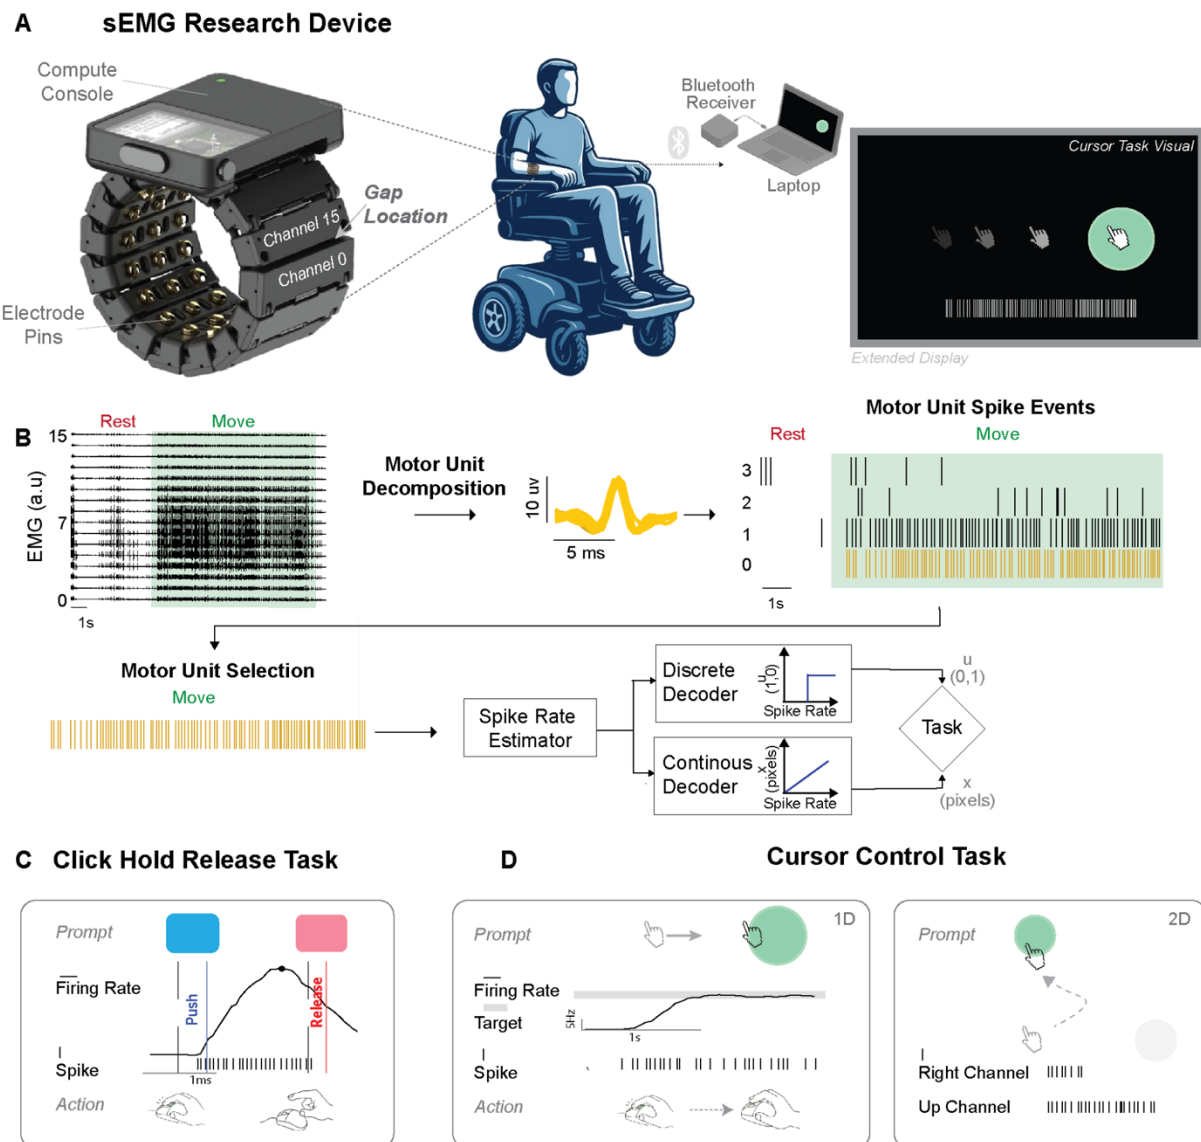 A sEMG Research Device
Compute
Console
Gap
Location
Channel 15
Channel 0
Electrode
Pins
Bluetooth
Receiver
Laptop
Cursor Task Visual
Extended Display
B
Rest Move
15
7
0
EMG (a.u)
1s
Motor Unit
Decomposition
10 uv
5 ms
Motor Unit Spike Events
Rest Move
3
2
1
0
1s
Motor Unit Selection
Move
Spike Rate
Estimator
Discrete
Decoder
u
(1,0)
Spike Rate
Continous
Decoder
x
(pixels)
Spike Rate
u
(0,1)
Task
x
(pixels)
C Click Hold Release Task
Prompt
Firing Rate
Push
Release
Spike
1ms
Action
D Cursor Control Task
1D
Prompt
Firing Rate
Target
5Hz
1s
Spike
Action
2D
Prompt
Right Channel
Up Channel